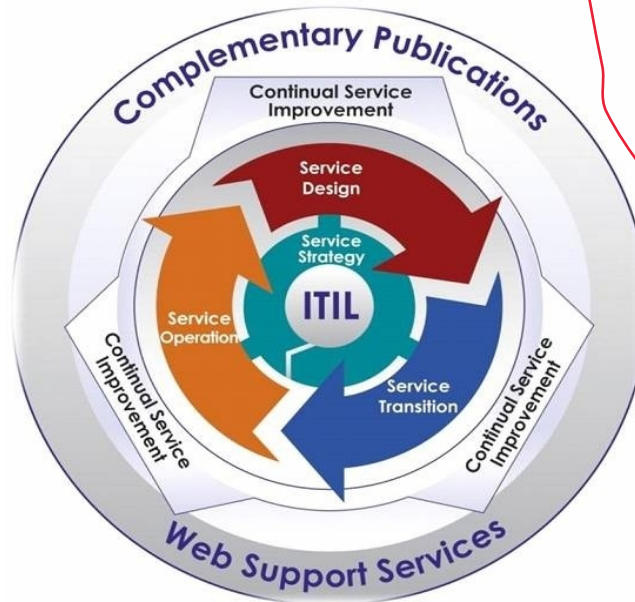 Complementary Publications
Continual Service
Improvement
Service
Design
Service
Strategy
ITIL
Service
Operation
Service
Transition
Continual Service
Improvement
Continual Service
Improvement
Web Support Services